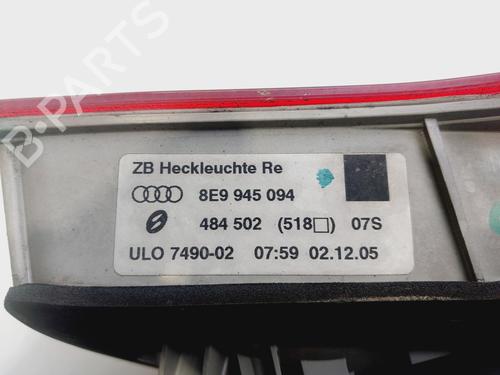 B-PARTS
ZB Heckleuchte Re
8E9 945 094
484 502 (518□) 07S
ULO 7490-02 07:59 02.12.05